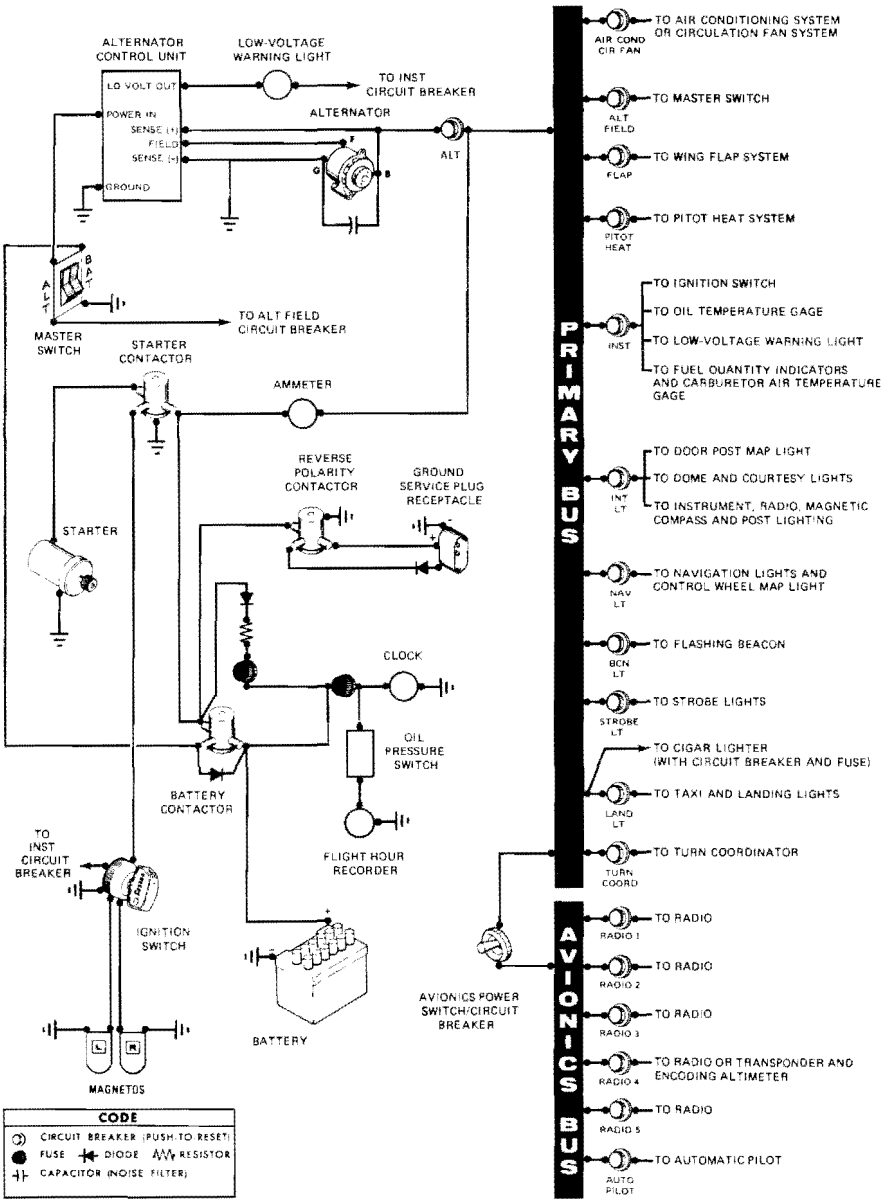 ALTERNATOR
CONTROL UNIT
LOW-VOLTAGE
WARNING LIGHT
LO VOLT OUT
TO INST
CIRCUIT BREAKER
POWER IN
ALTERNATOR
SENSE (+)
FIELD
SENSE (-)
F
G
B
ALT
GROUND
BAT
ALT
MASTER
SWITCH
TO ALT FIELD
CIRCUIT BREAKER
STARTER
CONTACTOR
AMMETER
REVERSE
POLARITY
CONTACTOR
GROUND
SERVICE PLUG
RECEPTACLE
-
+
STARTER
CLOCK
OIL
PRESSURE
SWITCH
BATTERY
CONTACTOR
FLIGHT HOUR
RECORDER
TO
INST
CIRCUIT
BREAKER
IGNITION
SWITCH
+
-
BATTERY
AVIONICS POWER
SWITCH/CIRCUIT
BREAKER
L
R
MAGNETOS
CODE
CIRCUIT BREAKER (PUSH-TO-RESET)
FUSE DIODE RESISTOR
CAPACITOR (NOISE FILTER)
PRIMARY BUS
AIR COND
CIR FAN
TO AIR CONDITIONING SYSTEM
OR CIRCULATION FAN SYSTEM
ALT
FIELD
TO MASTER SWITCH
FLAP
TO WING FLAP SYSTEM
PITOT
HEAT
TO PITOT HEAT SYSTEM
INST
TO IGNITION SWITCH
TO OIL TEMPERATURE GAGE
TO LOW-VOLTAGE WARNING LIGHT
TO FUEL QUANTITY INDICATORS
AND CARBURETOR AIR TEMPERATURE
GAGE
INT
LT
TO DOOR POST MAP LIGHT
TO DOME AND COURTESY LIGHTS
TO INSTRUMENT, RADIO, MAGNETIC
COMPASS AND POST LIGHTING
NAV
LT
TO NAVIGATION LIGHTS AND
CONTROL WHEEL MAP LIGHT
BCN
LT
TO FLASHING BEACON
STROBE
LT
TO STROBE LIGHTS
TO CIGAR LIGHTER
(WITH CIRCUIT BREAKER AND FUSE)
LAND
LT
TO TAXI AND LANDING LIGHTS
TURN
COORD
TO TURN COORDINATOR
AVIONICS BUS
RADIO 1
TO RADIO
RADIO 2
TO RADIO
RADIO 3
TO RADIO
RADIO 4
TO RADIO OR TRANSPONDER AND
ENCODING ALTIMETER
RADIO 5
TO RADIO
AUTO
PILOT
TO AUTOMATIC PILOT